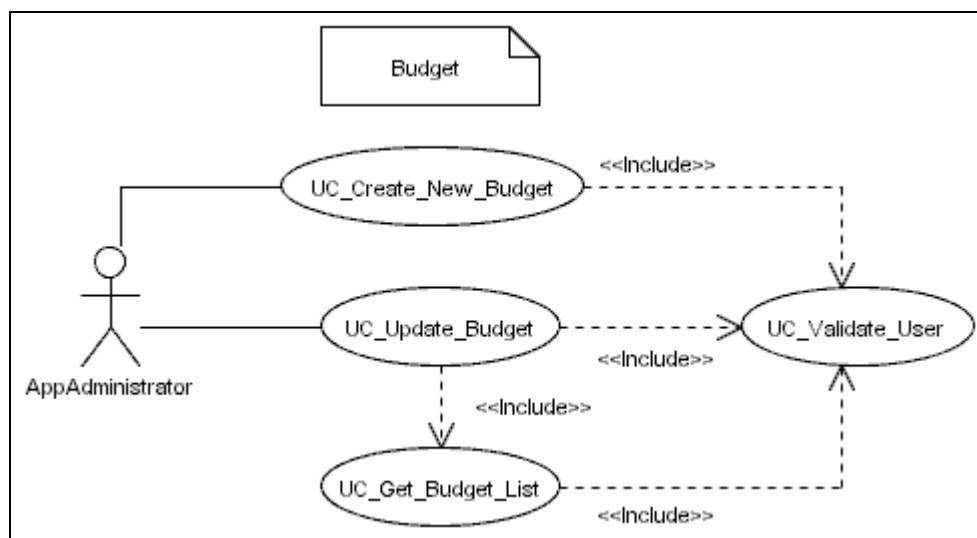 Budget
<<Include>>
UC_Create_New_Budget
UC_Update_Budget
UC_Validate_User
<<Include>>
AppAdministrator
<<Include>>
UC_Get_Budget_List
<<Include>>